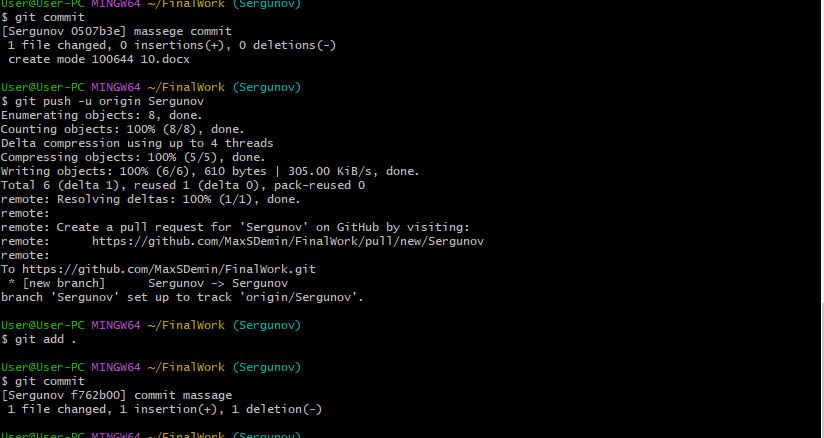 User@User-PC MINGW64 ~/FinalWork (Sergunov)
$ git commit
[Sergunov 0507b3e] massege commit
 1 file changed, 0 insertions(+), 0 deletions(-)
 create mode 100644 10.docx
User@User-PC MINGW64 ~/FinalWork (Sergunov)
$ git push -u origin Sergunov
Enumerating objects: 8, done.
Counting objects: 100% (8/8), done.
Delta compression using up to 4 threads
Compressing objects: 100% (5/5), done.
Writing objects: 100% (6/6), 610 bytes | 305.00 KiB/s, done.
Total 6 (delta 1), reused 1 (delta 0), pack-reused 0
remote: Resolving deltas: 100% (1/1), done.
remote:
remote: Create a pull request for 'Sergunov' on GitHub by visiting:
remote:      https://github.com/MaxSDemin/FinalWork/pull/new/Sergunov
remote:
To https://github.com/MaxSDemin/FinalWork.git
 * [new branch]      Sergunov -> Sergunov
branch 'Sergunov' set up to track 'origin/Sergunov'.
User@User-PC MINGW64 ~/FinalWork (Sergunov)
$ git add .
User@User-PC MINGW64 ~/FinalWork (Sergunov)
$ git commit
[Sergunov f762b00] commit massage
 1 file changed, 1 insertion(+), 1 deletion(-)
User@User-PC MINGW64 ~/FinalWork (Sergunov)